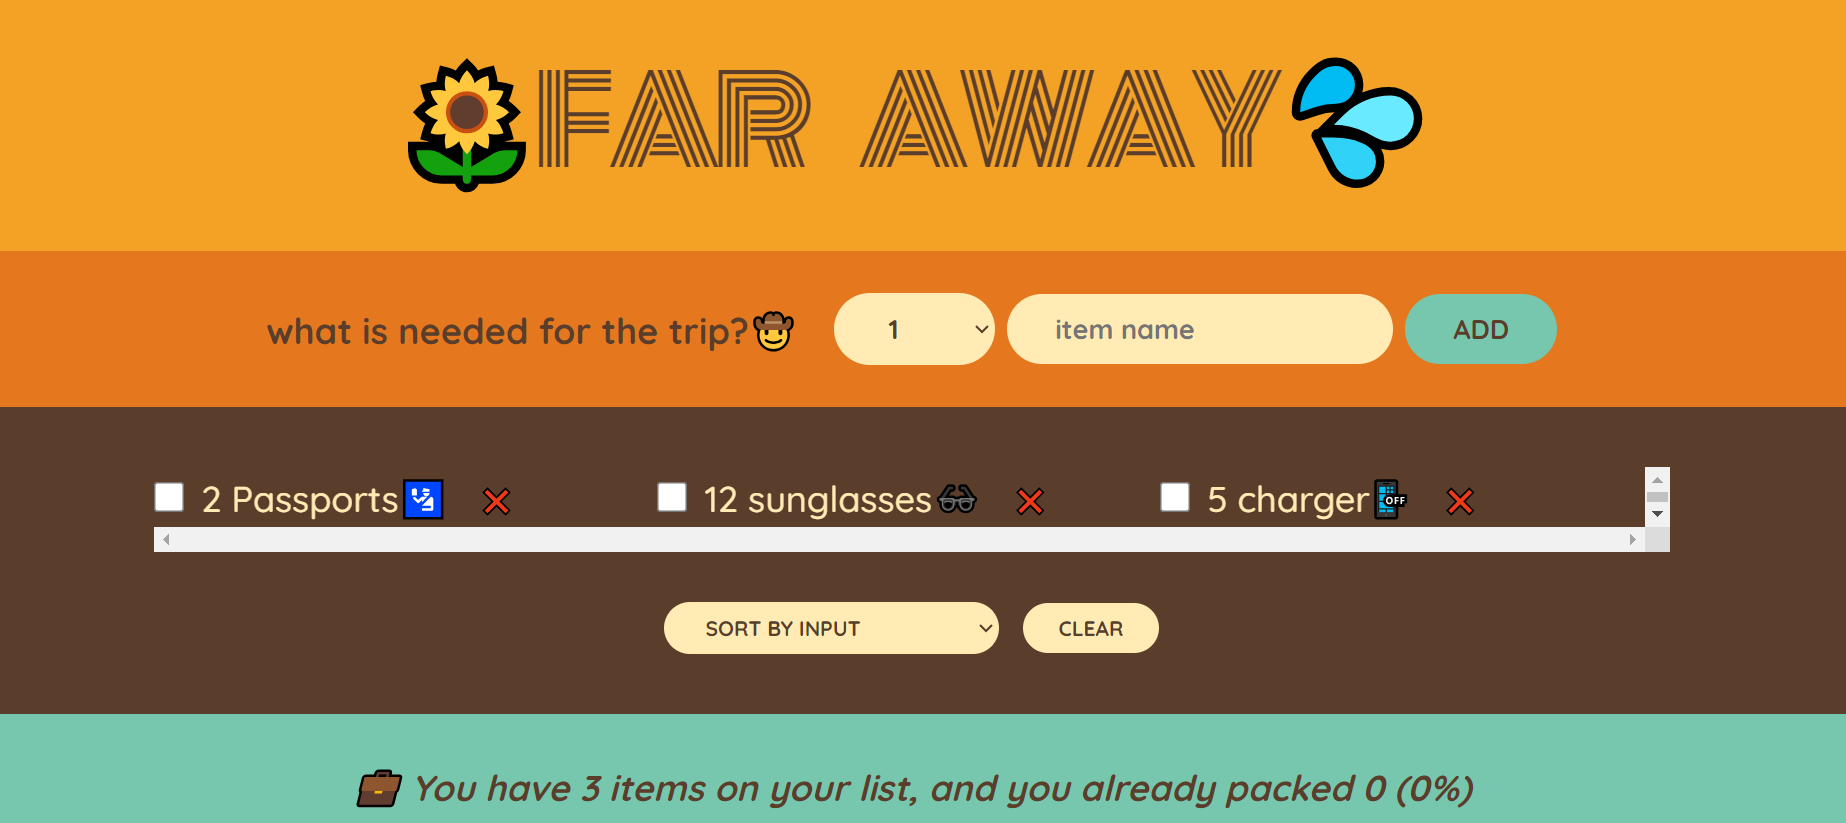 FAR AWAY
what is needed for the trip? 1 item name ADD
2 Passports 12 sunglasses 5 charger OFF
SORT BY INPUT CLEAR
You have 3 items on your list, and you already packed 0 (0%)